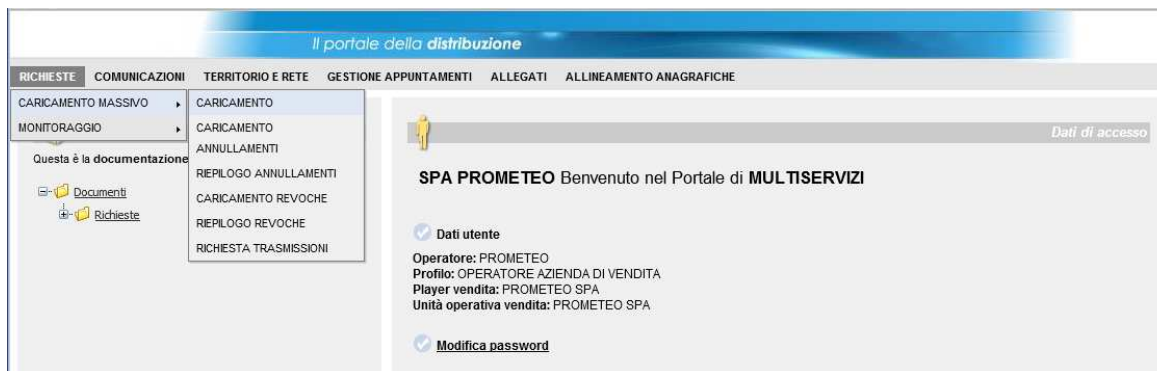 Il portale della distribuzione
RICHIESTE COMUNICAZIONI TERRITORIO E RETE GESTIONE APPUNTAMENTI ALLEGATI ALLINEAMENTO ANAGRAFICHE
CARICAMENTO MASSIVO
MONITORAGGIO
CARICAMENTO
CARICAMENTO
ANNULLAMENTI
RIEPILOGO ANNULLAMENTI
CARICAMENTO REVOCHE
RIEPILOGO REVOCHE
RICHIESTA TRASMISSIONI
Questa è la documentazione
Documenti
Richieste
Dati di accesso
SPA PROMETEO Benvenuto nel Portale di MULTISERVIZI
Dati utente
Operatore: PROMETEO
Profilo: OPERATORE AZIENDA DI VENDITA
Player vendita: PROMETEO SPA
Unità operativa vendita: PROMETEO SPA
Modifica password